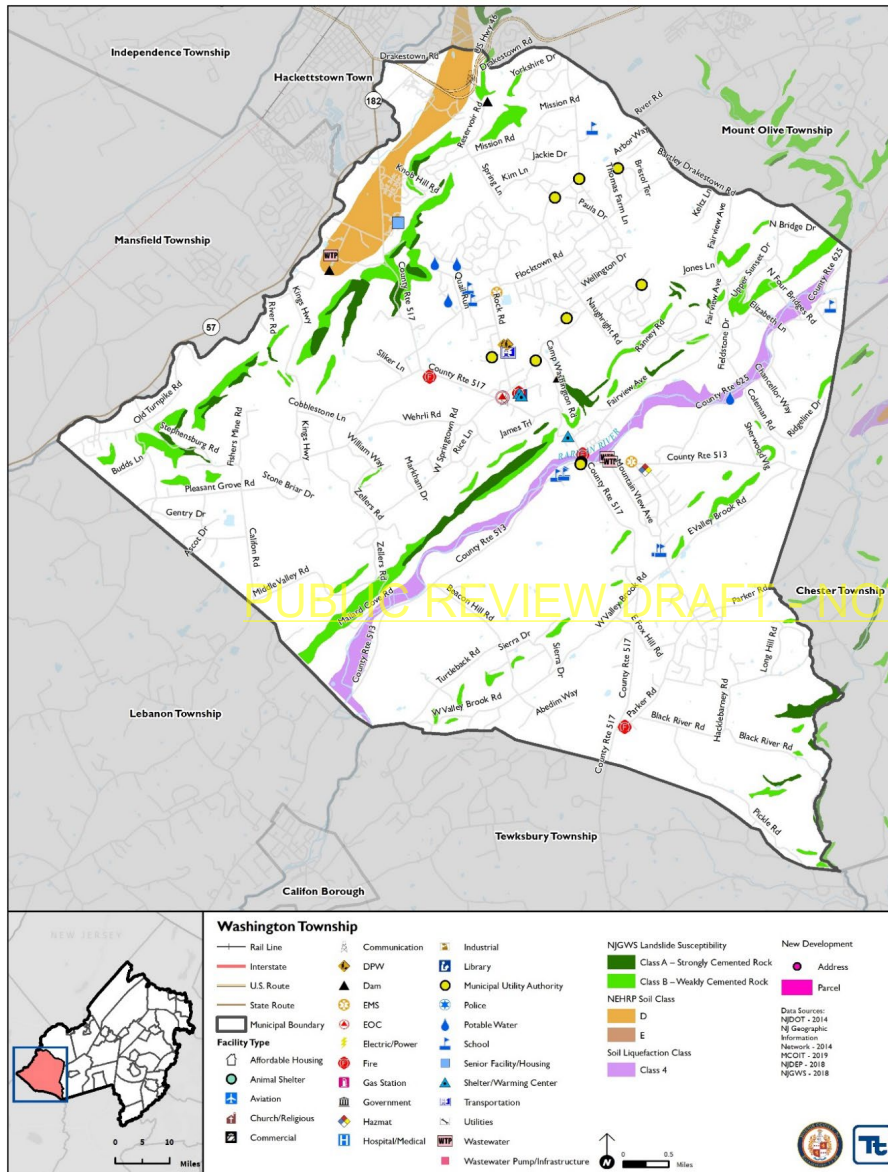 Independence Township
US Hwy 46
Drakestown Rd
Drakestown Rd
Hackettstown Town
Yorkshire Dr
182
Reservoir Rd
Mission Rd
River Rd
Mount Olive Township
Mission Rd
Arbor Way
Jackie Dr
Bartley Drakestown Rd
Knob Hill Rd
Spring Ln
Kim Ln
Thomas Farm Ln
Bristol Ter
Keltz Ln
Paula Dr
Fairview Ave
N Bridge Dr
Mansfield Township
WTP
County Rte 517
Flocktown Rd
Wellington Dr
Jones Ln
Upper Sunset Dr
County Rte 625
Quail Run
Rock Rd
N Four Bridges Rd
Kings Hwy
River Rd
Naughright Rd
Fairview Ave
Elizabeth Ln
57
Ranney Rd
Fieldstone Dr
Sliker Ln
County Rte 517
Camp Washington Rd
Old Turnpike Rd
Cobblestone Ln
Wehrli Rd
Fairview Ave
County Rte 625
Chancellor Way
Coleman Rd
Ridgeline Dr
Stephensburg Rd
Fishers Mine Rd
Kings Hwy
William Way
W Springtown Rd
Rice Ln
James Trl
Sherwood Vlg
Budds Ln
Markham Dr
WTP
County Rte 513
Pleasant Grove Rd
Stone Briar Dr
County Rte 517
Mountain View Ave
Gentry Dr
Zellers Rd
E Valley Brook Rd
Ascot Dr
Califon Rd
Zellers Rd
County Rte 513
Middle Valley Rd
Beacon Hill Rd
W Valley Brook Rd
Parker Rd
Chester Township
PUBLIC REVIEW DRAFT - NO
County Rte 513
Sierra Dr
E Fox Hill Rd
Long Hill Rd
Turtleback Rd
Sierra Dr
County Rte 517
Lebanon Township
W Valley Brook Rd
Abedim Way
Parker Rd
Hacklebarney Rd
Black River Rd
Black River Rd
County Rte 517
Pickle Rd
Tewksbury Township
Califon Borough
NEW JERSEY
0 5 10
Miles
Washington Township
Rail Line
Interstate
U.S. Route
State Route
Municipal Boundary
Facility Type
Affordable Housing
Animal Shelter
Aviation
Church/Religious
Commercial
Communication
DPW
Dam
EMS
EOC
Electric/Power
Fire
Gas Station
Government
Hazmat
Hospital/Medical
Industrial
Library
Municipal Utility Authority
Police
Potable Water
School
Senior Facility/Housing
Shelter/Warming Center
Transportation
Utilities
WTP Wastewater
Wastewater Pump/Infrastructure
NJGWS Landslide Susceptibility
Class A – Strongly Cemented Rock
Class B – Weakly Cemented Rock
NEHRP Soil Class
D
E
Soil Liquefaction Class
Class 4
New Development
Address
Parcel
Data Sources:
NJDOT - 2014
NJ Geographic
Information
Network - 2014
MCOIT - 2019
NJDEP - 2018
NJGWS - 2018
N
0 0.5
Miles
Tt